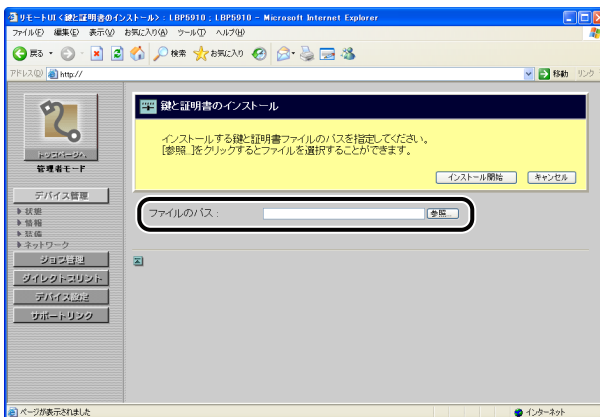 リモートUI <鍵と証明書のインストール> : LBP5910 ; LBP5910 - Microsoft Internet Explorer
ファイル(F) 編集(E) 表示(V) お気に入り(A) ツール(T) ヘルプ(H)
戻る 検索 お気に入り
アドレス(D) http:// 移動 リンク
鍵と証明書のインストール
インストールする鍵と証明書ファイルのパスを指定してください。
[参照...]をクリックするとファイルを選択することができます。
インストール開始 キャンセル
トップページへ
管理者モード
デバイス管理
状態
情報
装備
ネットワーク
ジョブ管理
ダイレクトプリント
デバイス設定
サポートリンク
ファイルのパス :
参照...
ページが表示されました インターネット